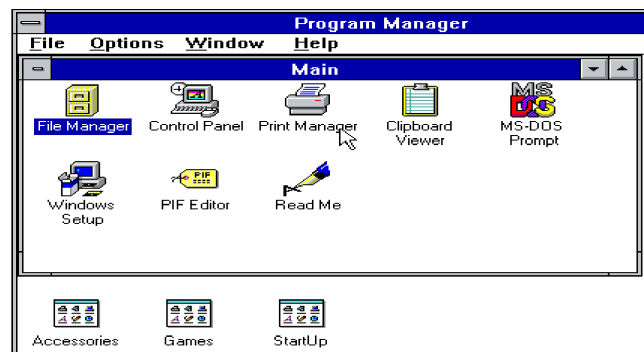 Program Manager
File Options Window Help
Main
File Manager Control Panel Print Manager Clipboard Viewer MS-DOS Prompt
Windows Setup PIF Editor Read Me
Accessories Games StartUp
MS
DOS
PIF